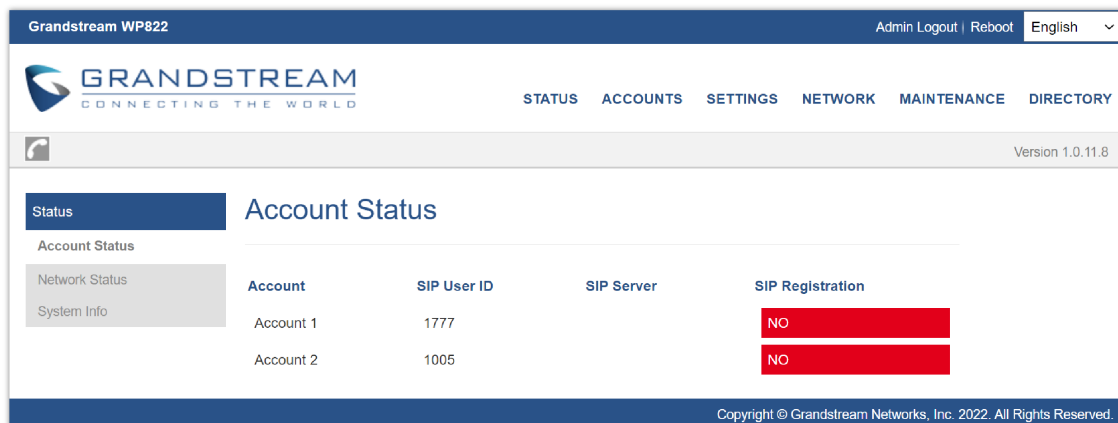 Grandstream WP822 Admin Logout | Reboot English
GRANDSTREAM
CONNECTING THE WORLD
STATUS ACCOUNTS SETTINGS NETWORK MAINTENANCE DIRECTORY
Version 1.0.11.8
Status
Account Status
Network Status
System Info
Account Status
Account SIP User ID SIP Server SIP Registration
Account 1 1777 NO
Account 2 1005 NO
Copyright © Grandstream Networks, Inc. 2022. All Rights Reserved.